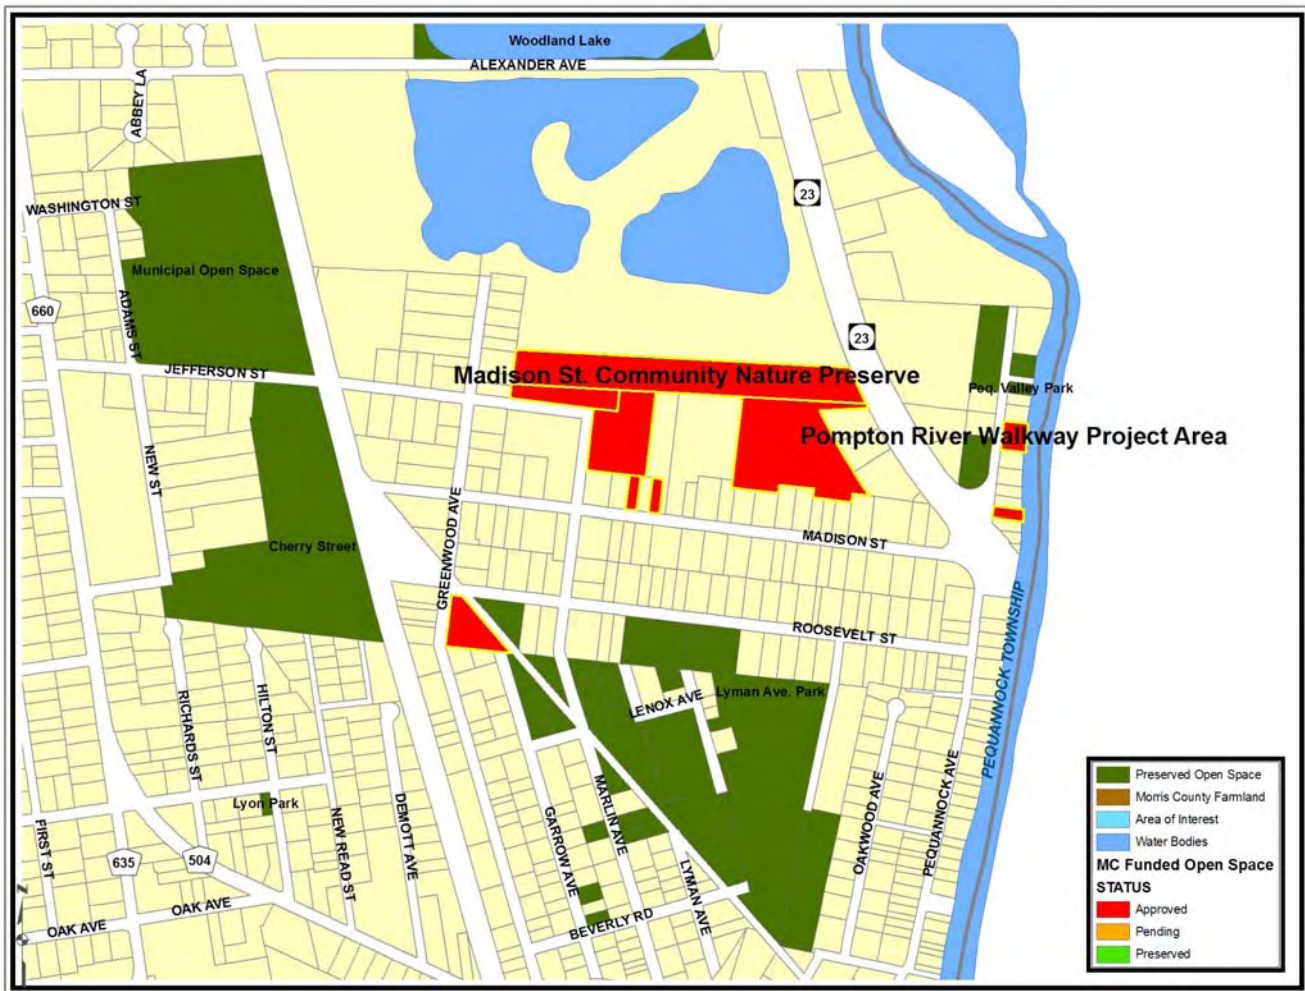 Woodland Lake
ALEXANDER AVE
ABBEY LA
23
WASHINGTON ST
Municipal Open Space
660
ADAMS ST
23
JEFFERSON ST
Madison St. Community Nature Preserve
Peq. Valley Park
Pompton River Walkway Project Area
NEW ST
GREENWOOD AVE
MADISON ST
Cherry Street
ROOSEVELT ST
PEQUANNOCK TOWNSHIP
LENOX AVE
Lyman Ave. Park
RICHARDS ST
HILTON ST
Lyon Park
NEW READ ST
DEMOTT AVE
GARROW AVE
MARLIN AVE
LYMAN AVE
OAKWOOD AVE
PEQUANNOCK AVE
FIRST ST
635
504
OAK AVE
OAK AVE
BEVERLY RD
Preserved Open Space
Morris County Farmland
Area of Interest
Water Bodies
MC Funded Open Space
STATUS
Approved
Pending
Preserved